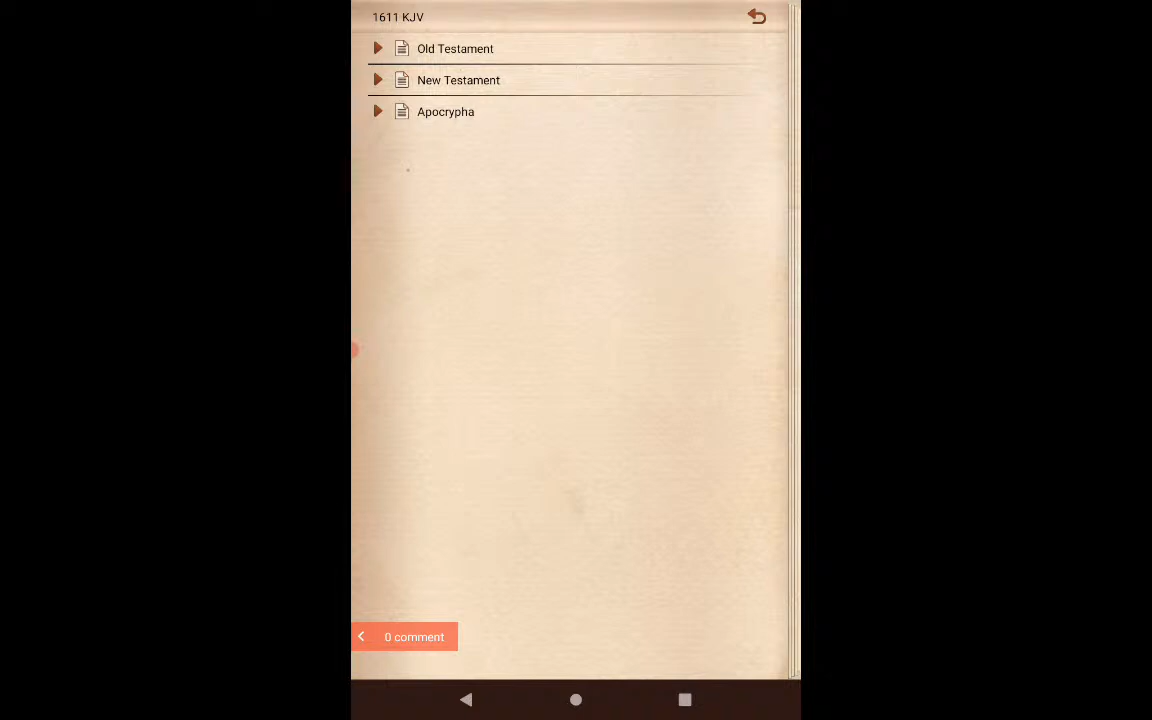 1611 KJV
Old Testament
New Testament
Apocrypha
0 comment